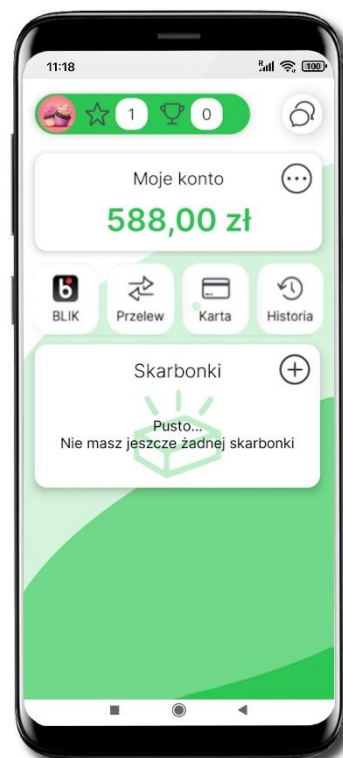 11:18
R
100
1
0
Moje konto
588,00 zł
b
BLIK
Przelew
Karta
Historia
Skarbonki
Pusto...
Nie masz jeszcze żadnej skarbonki